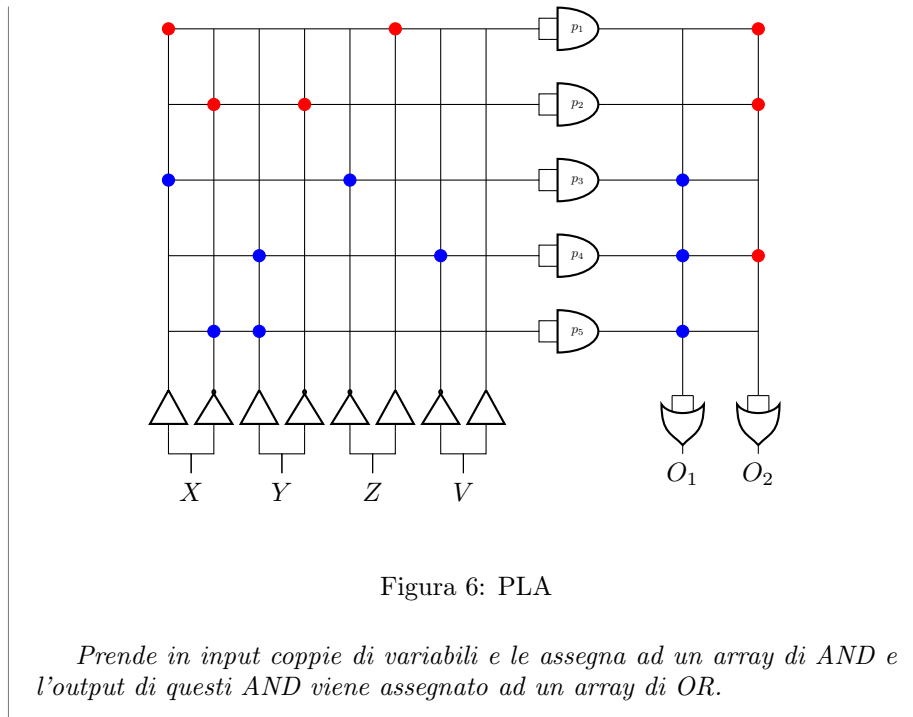 p1
p2
p3
p4
p5
X Y Z V
O1 O2
Figura 6: PLA
Prende in input coppie di variabili e le assegna ad un array di AND e
l'output di questi AND viene assegnato ad un array di OR.